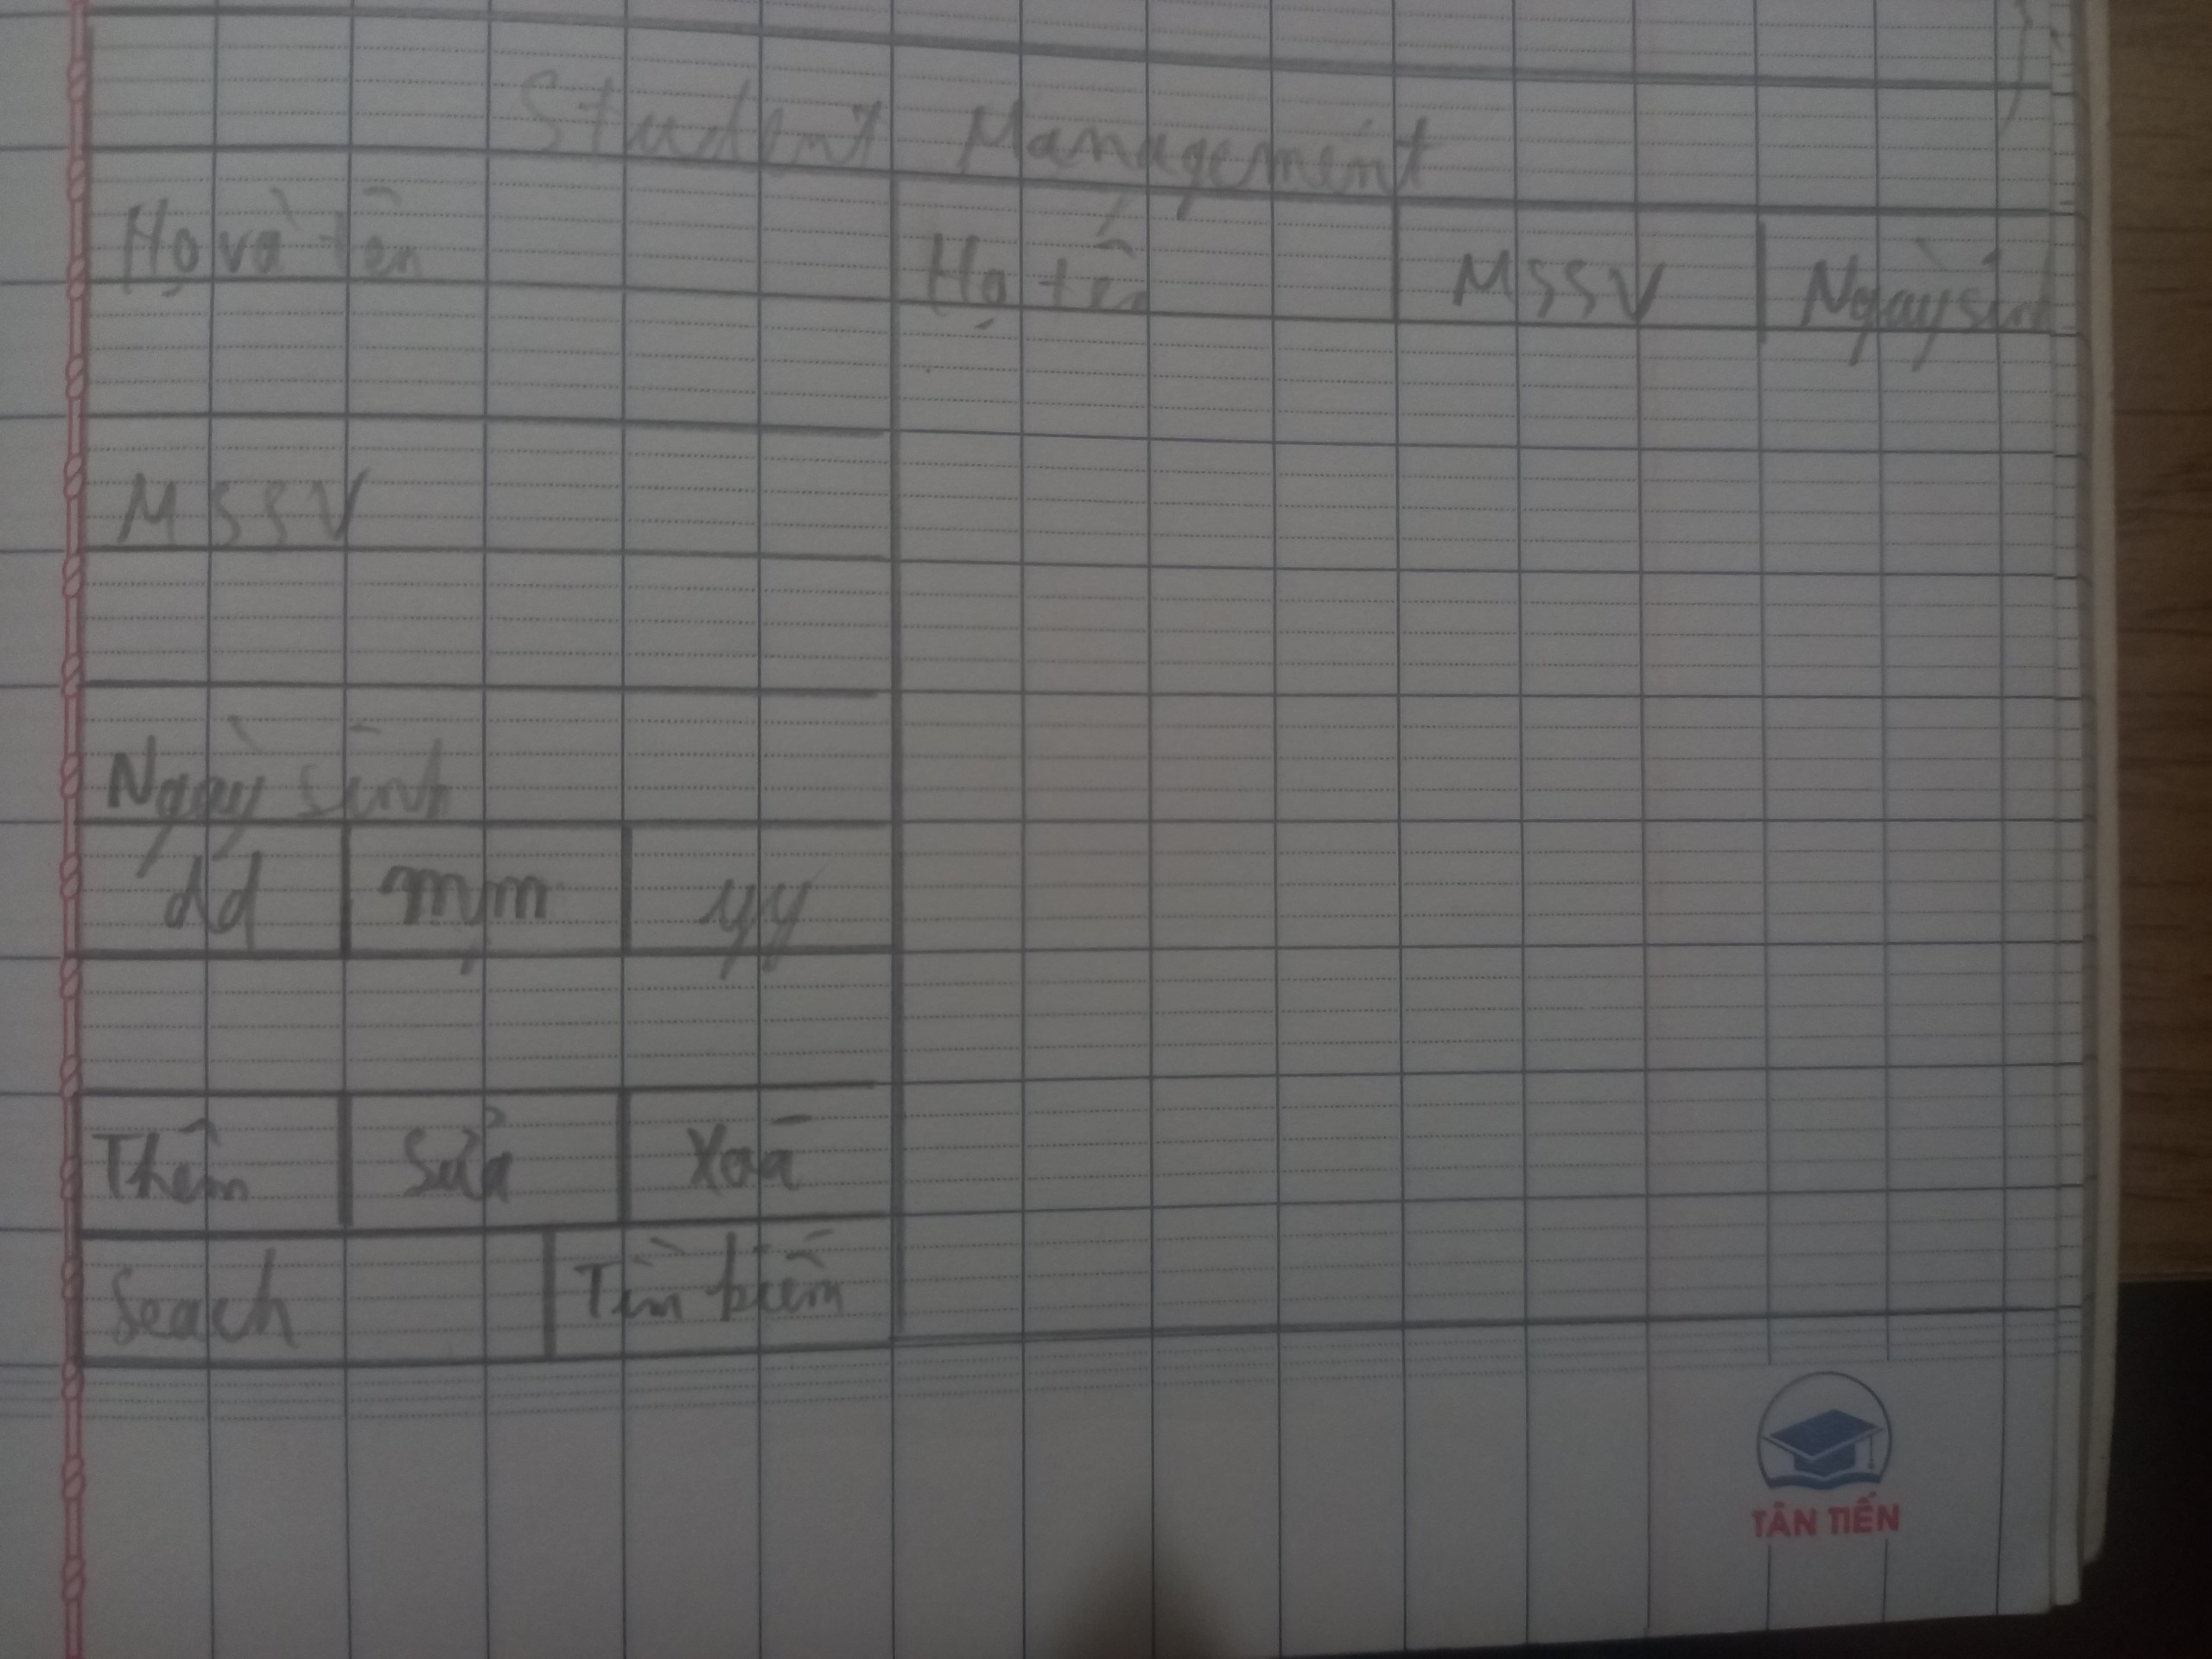 Student Management
Họ và tên
Họ tên
MSSV
Ngày sinh
MSSV
Ngày sinh
dd
mm
yy
Thêm
Sửa
Xoá
Seach
Tìm kiếm
TÂN TIẾN